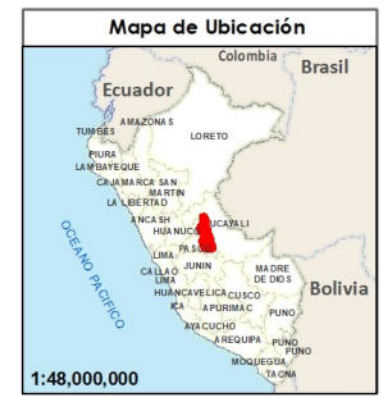 Mapa de Ubicación
Colombia
Ecuador
Brasil
AMAZONAS
TUMBES
LORETO
PIURA
LAMBAYEQUE
CAJAMARCA SAN
MARTIN
LA LIBERTAD
ANCASH
UCAYALI
HUANUCO
PASCO
LIMA
JUNIN
CALLAO
LIMA
MADRE
DE DIOS
HUANCAVELICA
CUSCO
Bolivia
ICA
APURIMAC
PUNO
AYACUCHO
AREQUIPA
PUNO
PUNO
MOQUEGUA
TACNA
OCEANO PACIFICO
1:48,000,000